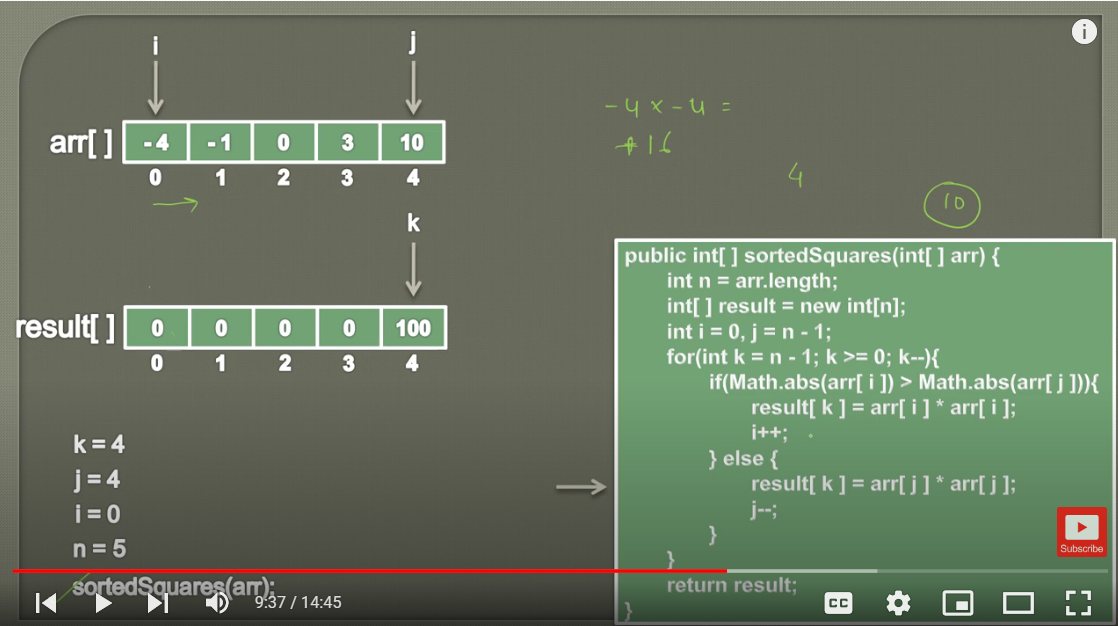 i
j
arr[ ]
-4 -1 0 3 10
0 1 2 3 4
k
result[ ]
0 0 0 0 100
0 1 2 3 4
k = 4
j = 4
i = 0
n = 5
sortedSquares(arr);
-4 x -4 =
+16
4
10
public int[ ] sortedSquares(int[ ] arr) {
int n = arr.length;
int[ ] result = new int[n];
int i = 0, j = n - 1;
for(int k = n - 1; k >= 0; k--){
if(Math.abs(arr[ i ]) > Math.abs(arr[ j ])){
result[ k ] = arr[ i ] * arr[ i ];
i++;
} else {
result[ k ] = arr[ j ] * arr[ j ];
j--;
}
}
return result;
}
Subscribe
9:37 / 14:45
CC
i